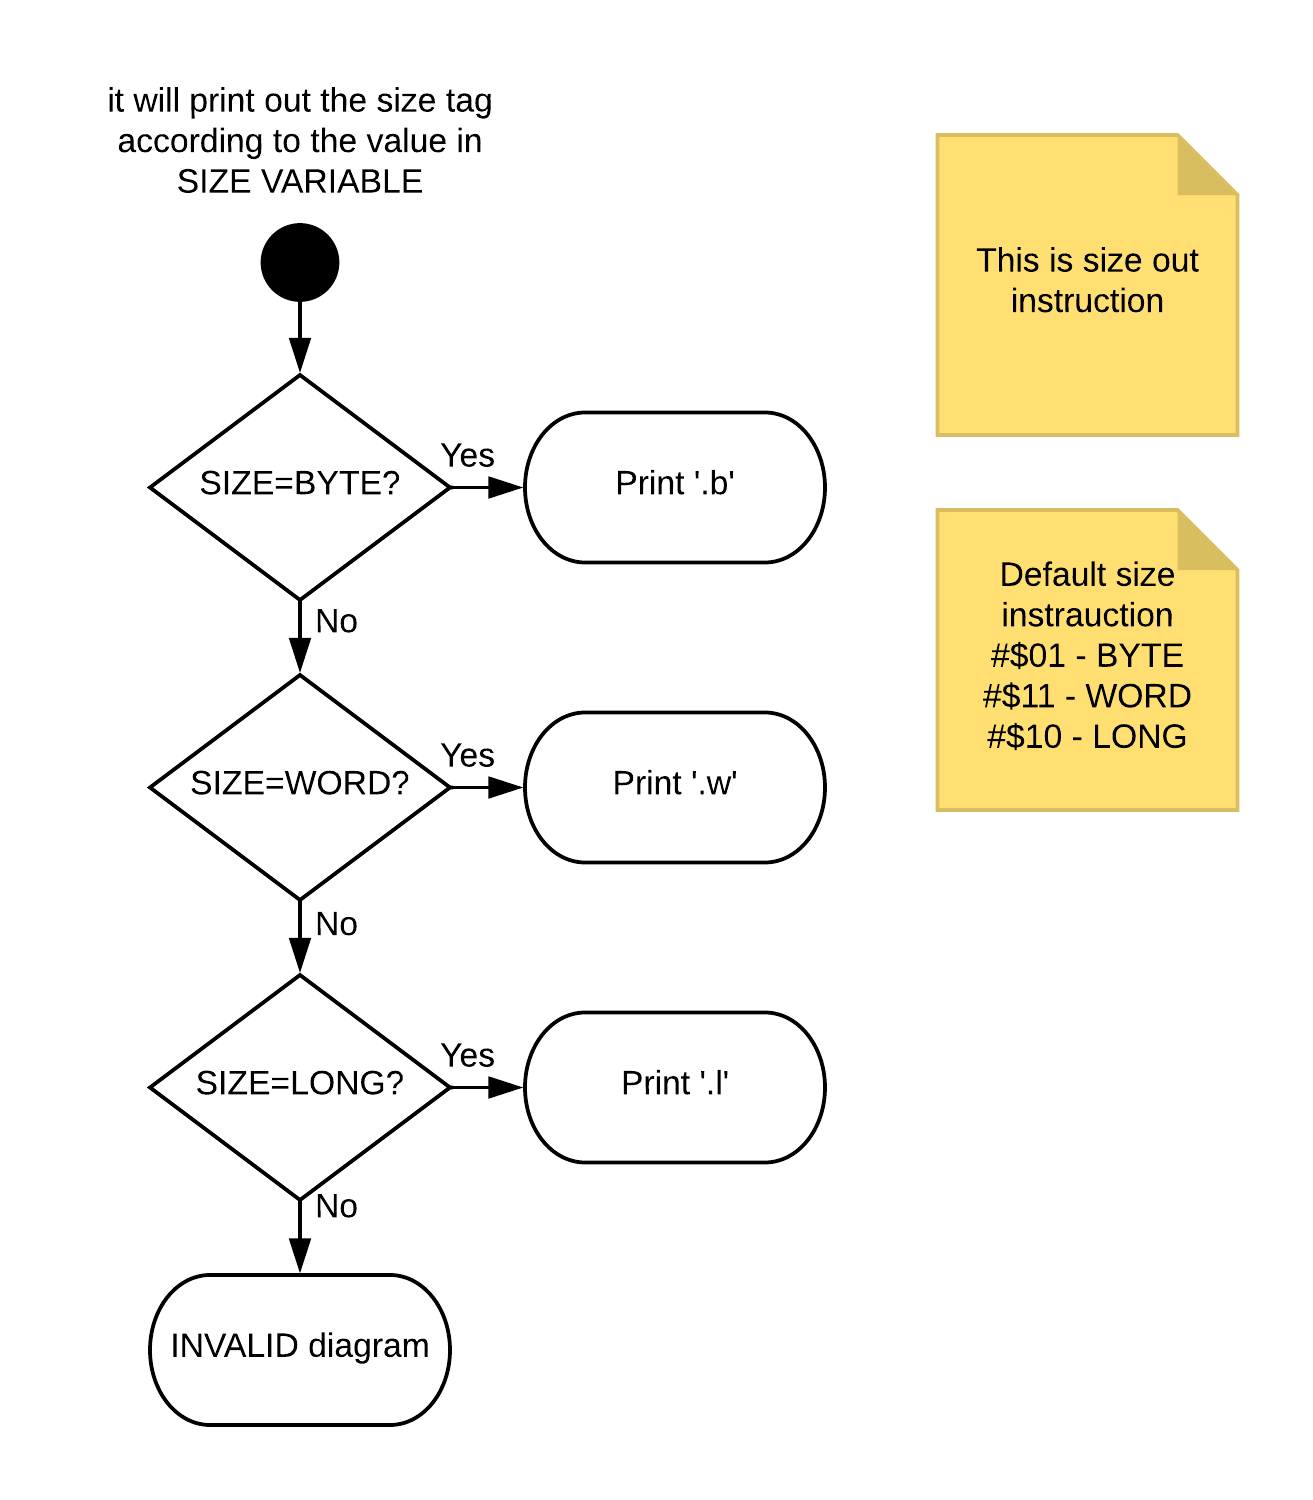 it will print out the size tag
according to the value in
SIZE VARIABLE
This is size out
instruction
SIZE=BYTE?
Yes
Print '.b'
No
Default size
instrauction
#$01 - BYTE
#$11 - WORD
#$10 - LONG
SIZE=WORD?
Yes
Print '.w'
No
SIZE=LONG?
Yes
Print '.l'
No
INVALID diagram